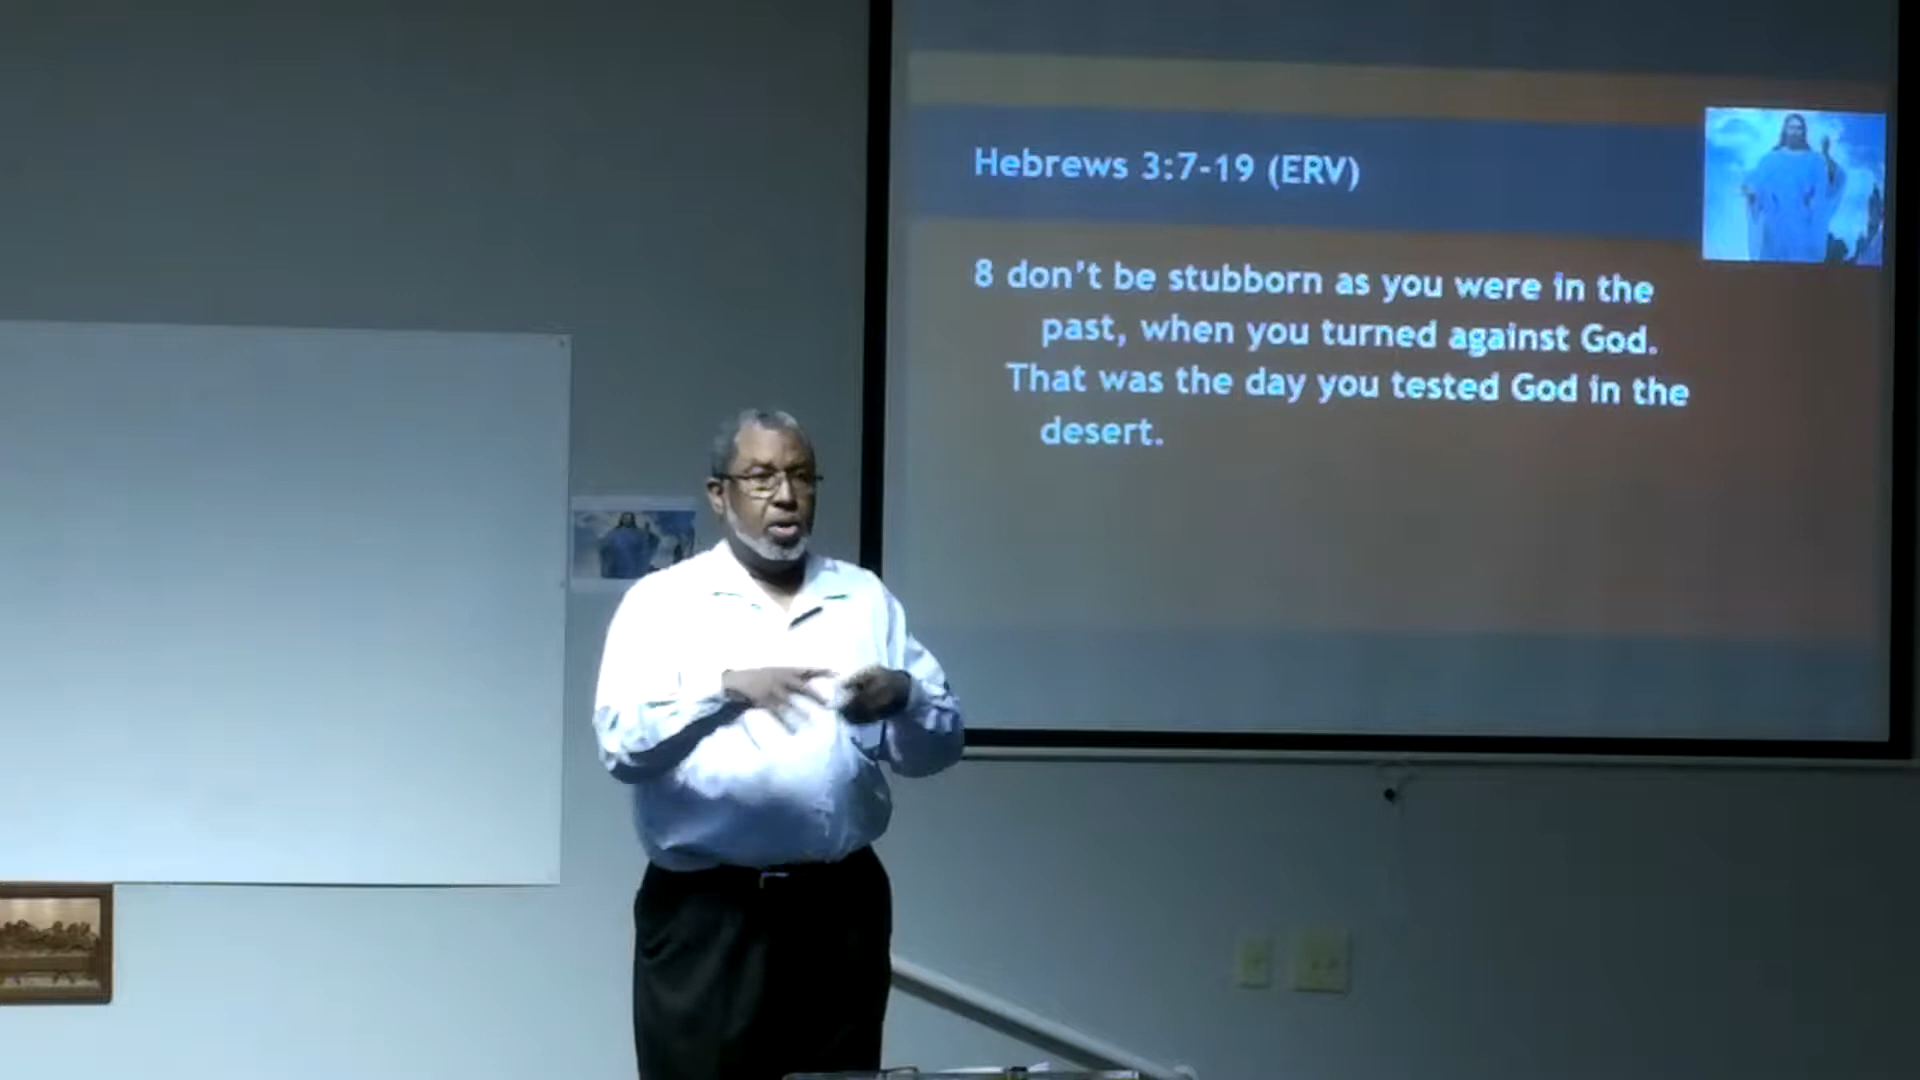 Hebrews 3:7-19 (ERV)
8 don't be stubborn as you were in the
past, when you turned against God.
That was the day you tested God in the
desert.